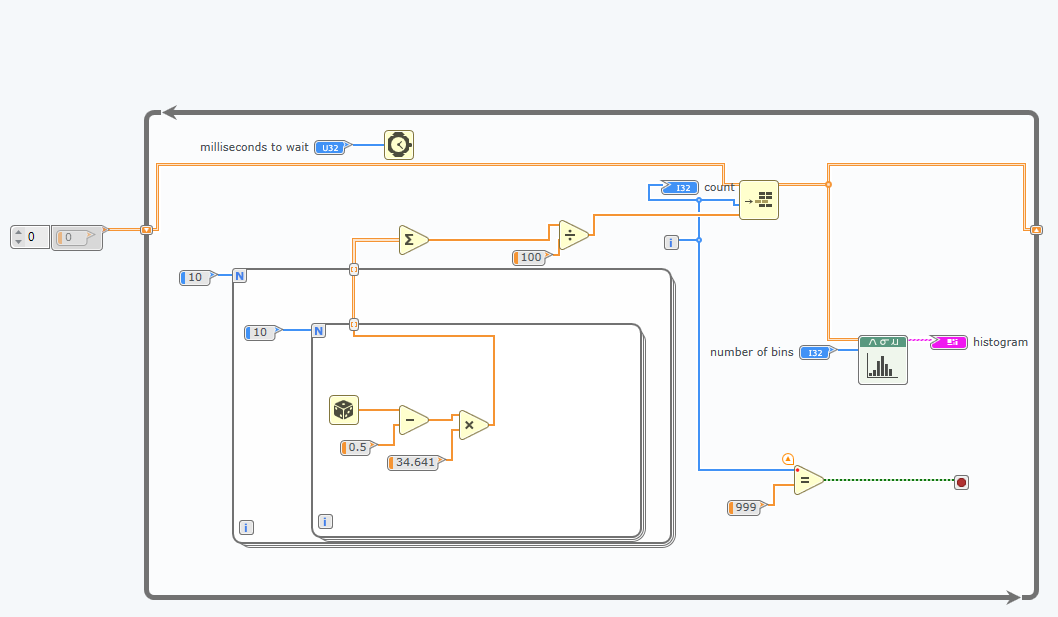 milliseconds to wait U32
I32 count
0 0
Σ
÷
i
100
10 N
10 N
number of bins I32
histogram
−
×
0.5
34.641
=
999
i
i